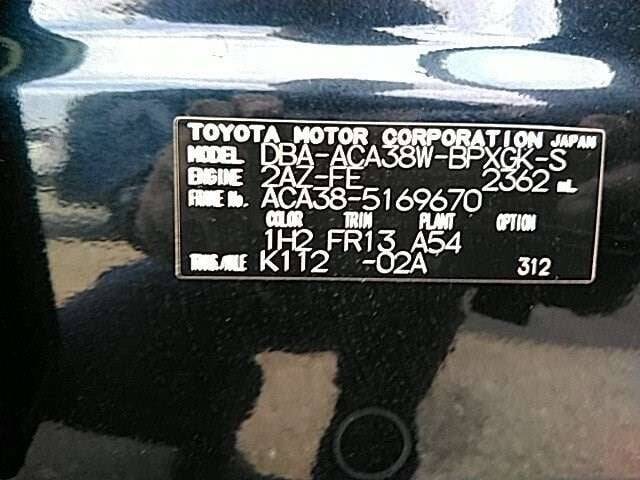 TOYOTA MOTOR CORPORATION JAPAN
MODEL DBA-ACA38W-BPXGK-S
ENGINE 2AZ-FE 2362 mL
FRAME No. ACA38-5169670
COLOR TRIM PLANT OPTION
1H2 FR13 A54
TRANS/AXLE K112 -02A 312